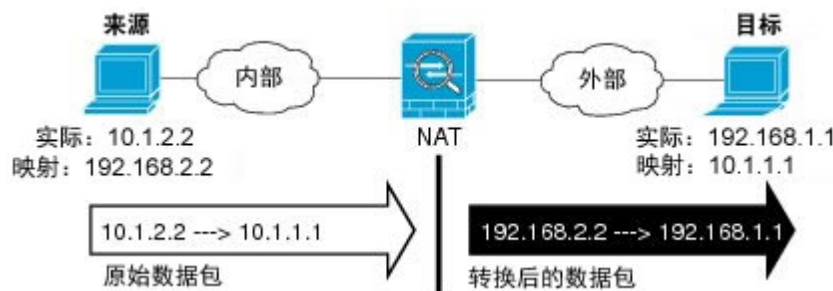 来源
目标
内部
外部
实际：10.1.2.2
映射：192.168.2.2
NAT
实际：192.168.1.1
映射：10.1.1.1
10.1.2.2 ---> 10.1.1.1
192.168.2.2 ---> 192.168.1.1
原始数据包
转换后的数据包